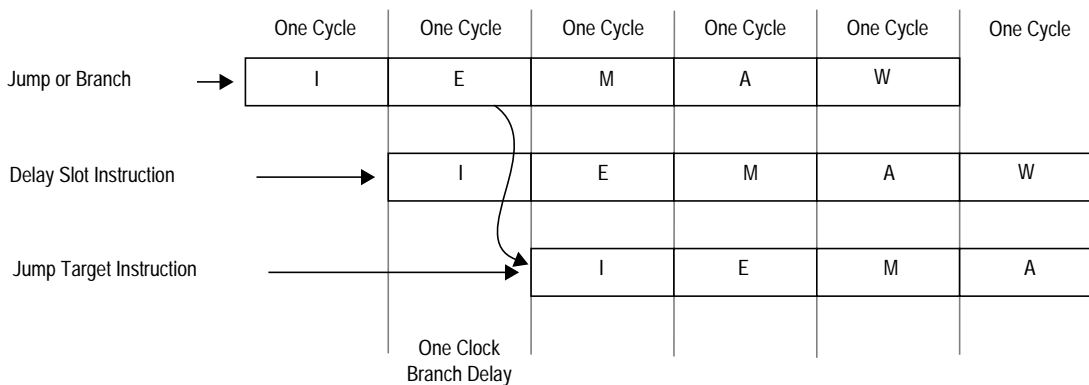 One Cycle One Cycle One Cycle One Cycle One Cycle One Cycle
Jump or Branch I E M A W
Delay Slot Instruction I E M A W
Jump Target Instruction I E M A
One Clock
Branch Delay